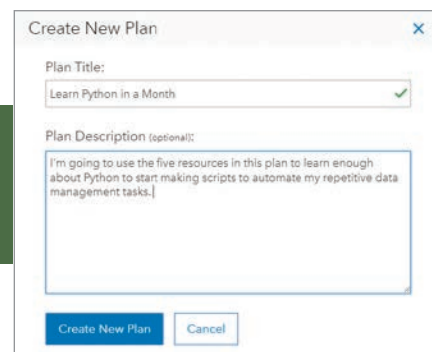 Create New Plan
Plan Title:
Learn Python in a Month
Plan Description (optional):
I'm going to use the five resources in this plan to learn enough
about Python to start making scripts to automate my repetitive data
management tasks.
Create New Plan
Cancel